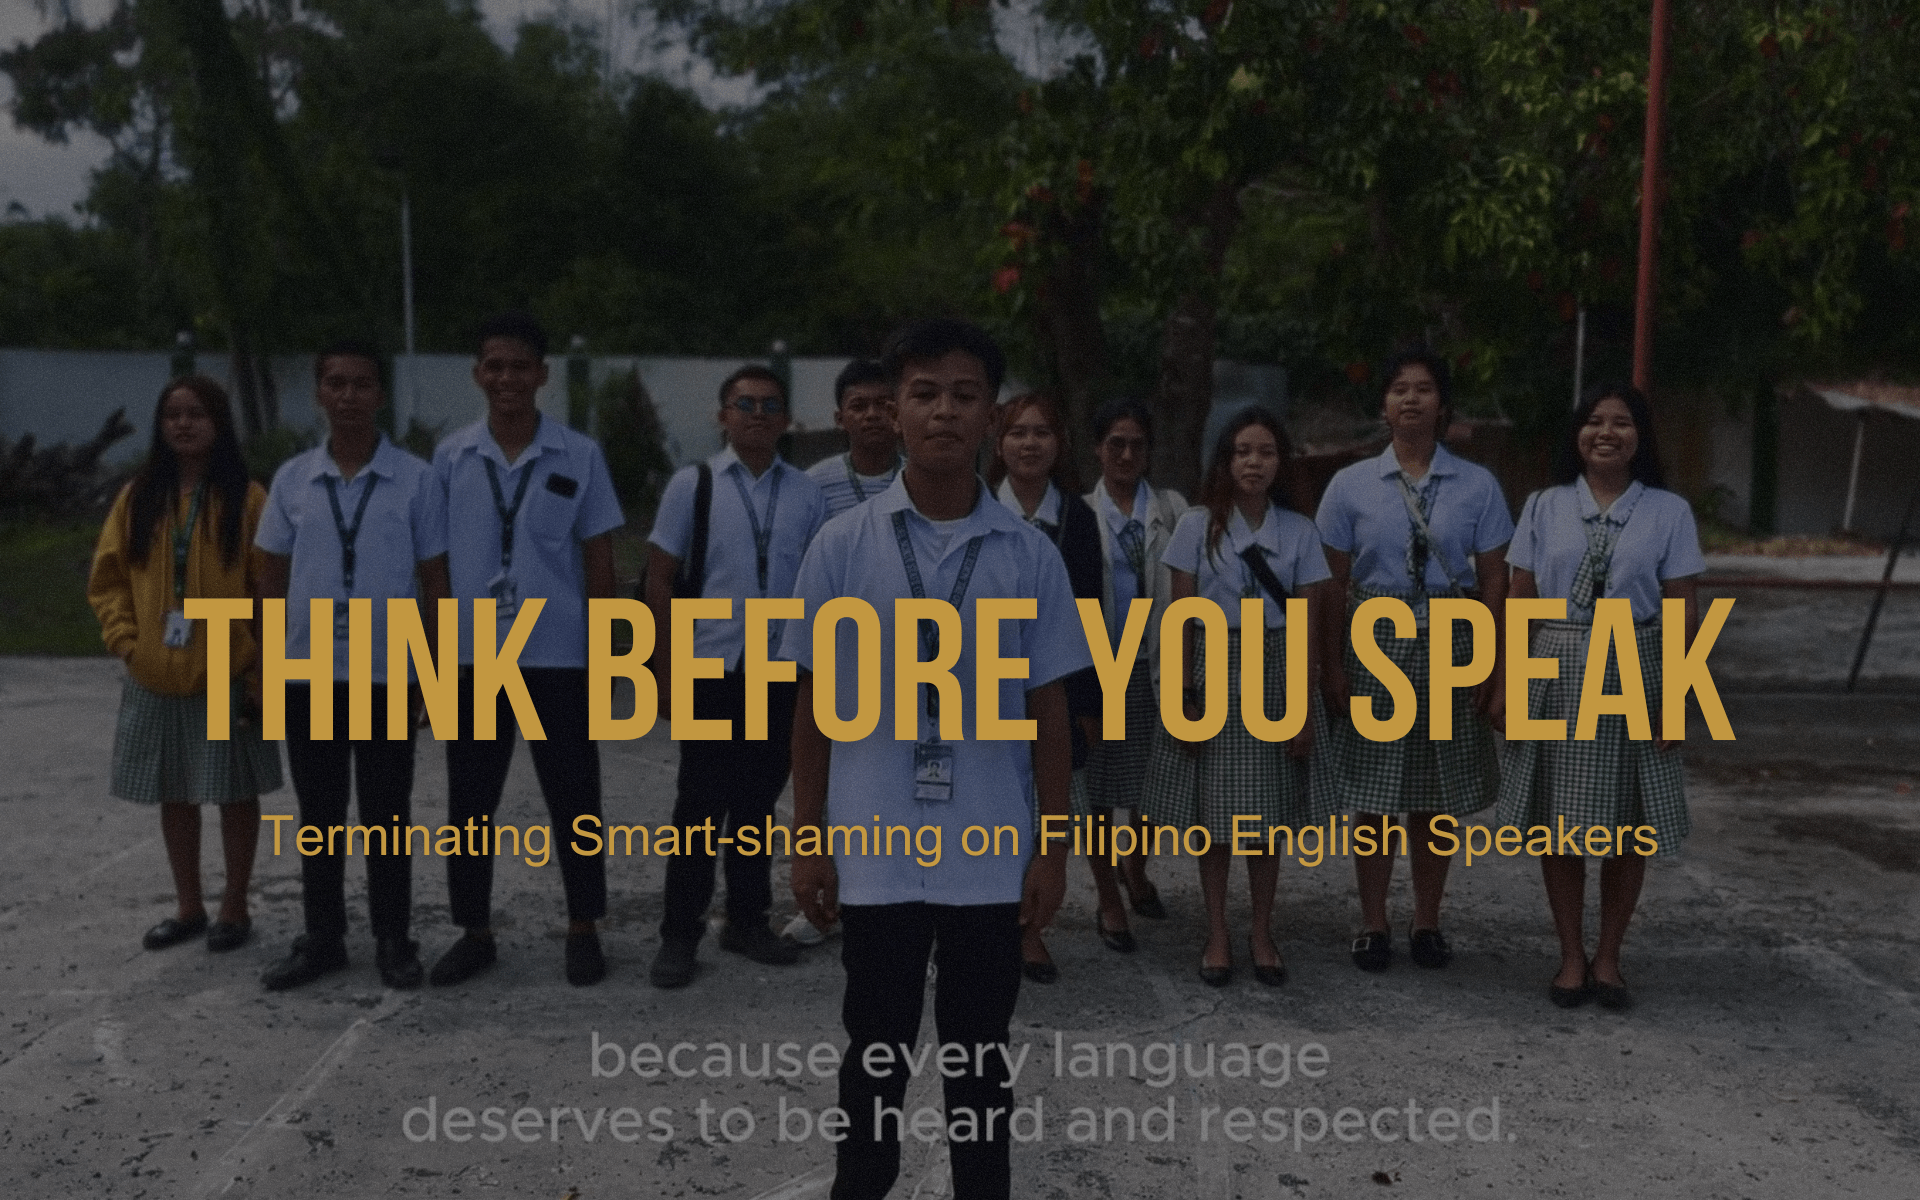 THINK BEFORE YOU SPEAK
Terminating Smart-shaming on Filipino English Speakers
because every language
deserves to be heard and respected.